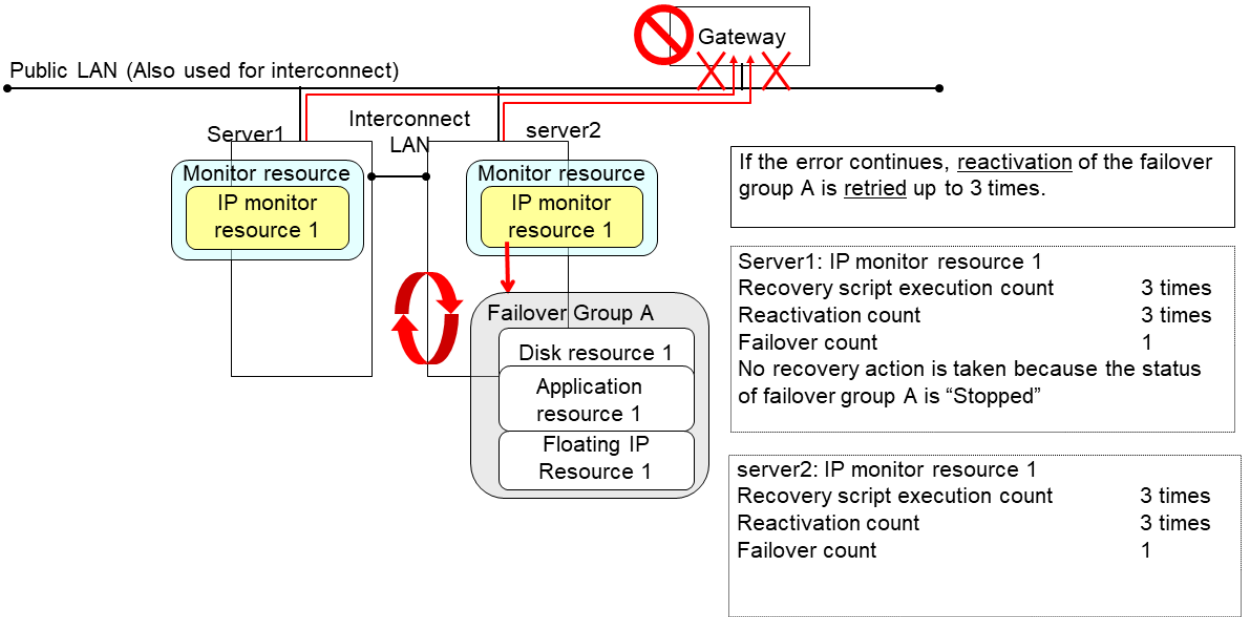 Gateway
Public LAN (Also used for interconnect)
Interconnect
LAN
Server1
server2
Monitor resource
IP monitor
resource 1
Monitor resource
IP monitor
resource 1
Failover Group A
Disk resource 1
Application
resource 1
Floating IP
Resource 1
If the error continues, reactivation of the failover
group A is retried up to 3 times.
Server1: IP monitor resource 1
Recovery script execution count 3 times
Reactivation count 3 times
Failover count 1
No recovery action is taken because the status
of failover group A is “Stopped”
server2: IP monitor resource 1
Recovery script execution count 3 times
Reactivation count 3 times
Failover count 1